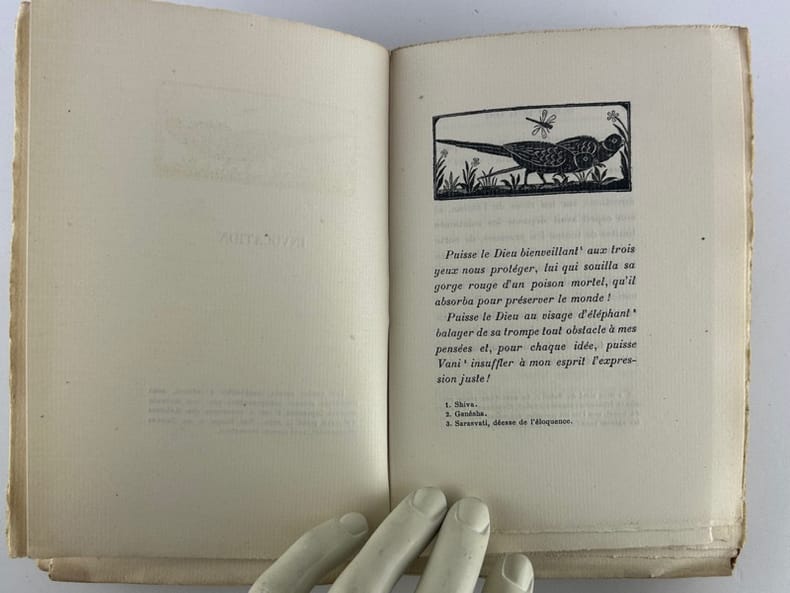 Puisse le Dieu bienveillant¹ aux trois
yeux nous protéger, lui qui souilla sa
gorge rouge d'un poison mortel, qu'il
absorba pour préserver le monde !
Puisse le Dieu au visage d'éléphant²
balager de sa trompe tout obstacle à mes
pensées et, pour chaque idée, puisse
Vani³ insuffler à mon esprit l'expres-
sion juste !
1. Shiva.
2. Ganésha.
3. Sarasvati, déesse de l'éloquence.
INVOCATION